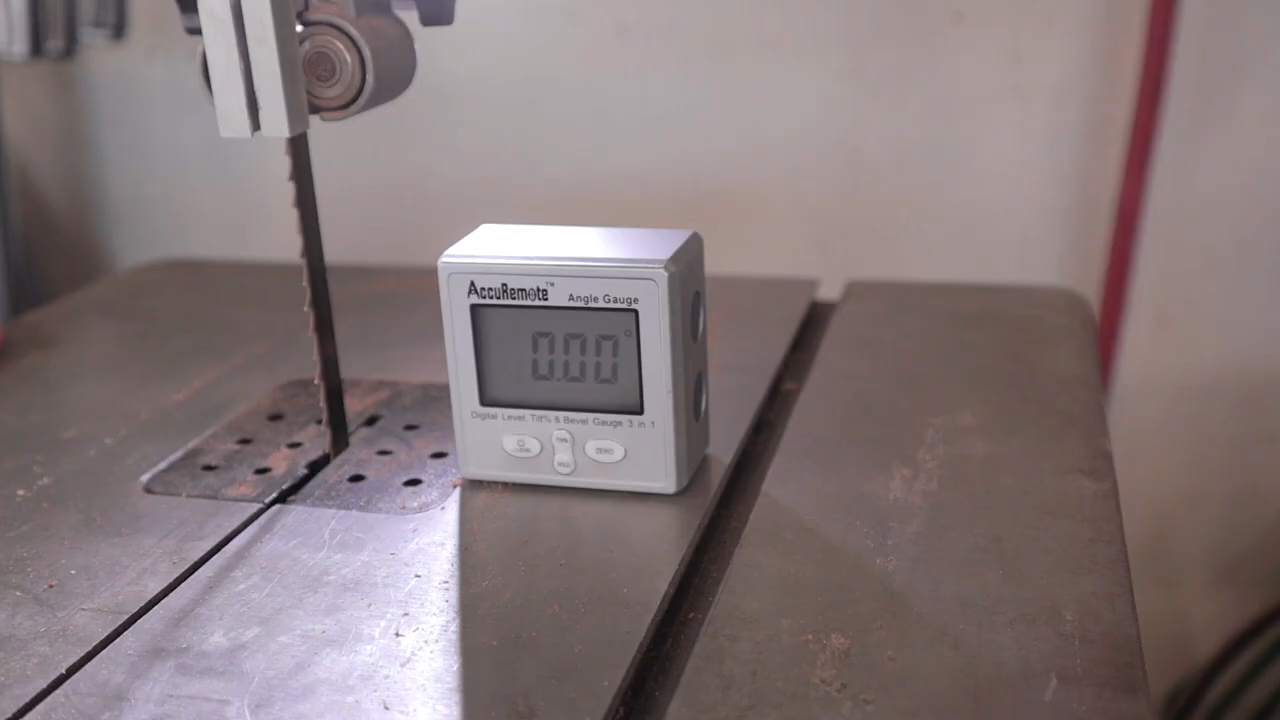 AccuRemote™
Angle Gauge
0.00°
Digital Level, Tilt% & Bevel Gauge 3 in 1
ZERO